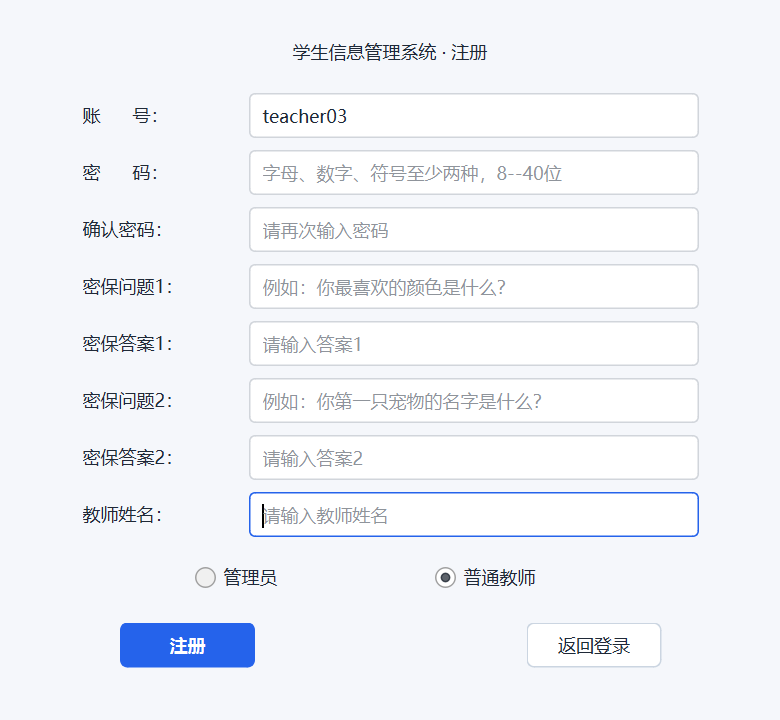 学生信息管理系统 · 注册
账 号： teacher03
密 码： 字母、数字、符号至少两种，8--40位
确认密码： 请再次输入密码
密保问题1： 例如：你最喜欢的颜色是什么？
密保答案1： 请输入答案1
密保问题2： 例如：你第一只宠物的名字是什么？
密保答案2： 请输入答案2
教师姓名： 请输入教师姓名
管理员 普通教师
注册 返回登录